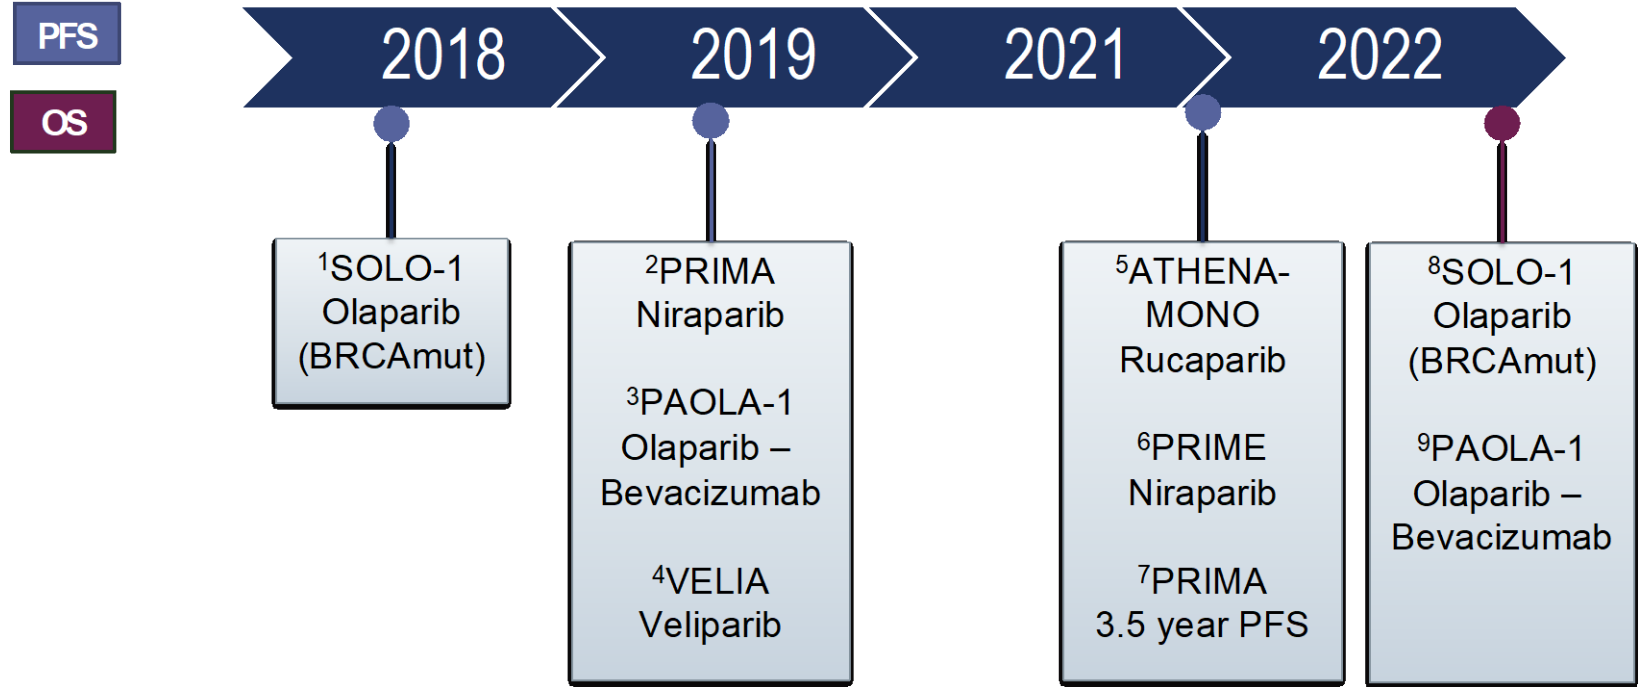 PFS
OS
2018
2019
2021
2022
¹SOLO-1
Olaparib
(BRCAmut)
²PRIMA
Niraparib
³PAOLA-1
Olaparib –
Bevacizumab
⁴VELIA
Veliparib
⁵ATHENA-
MONO
Rucaparib
⁶PRIME
Niraparib
⁷PRIMA
3.5 year PFS
⁸SOLO-1
Olaparib
(BRCAmut)
⁹PAOLA-1
Olaparib –
Bevacizumab